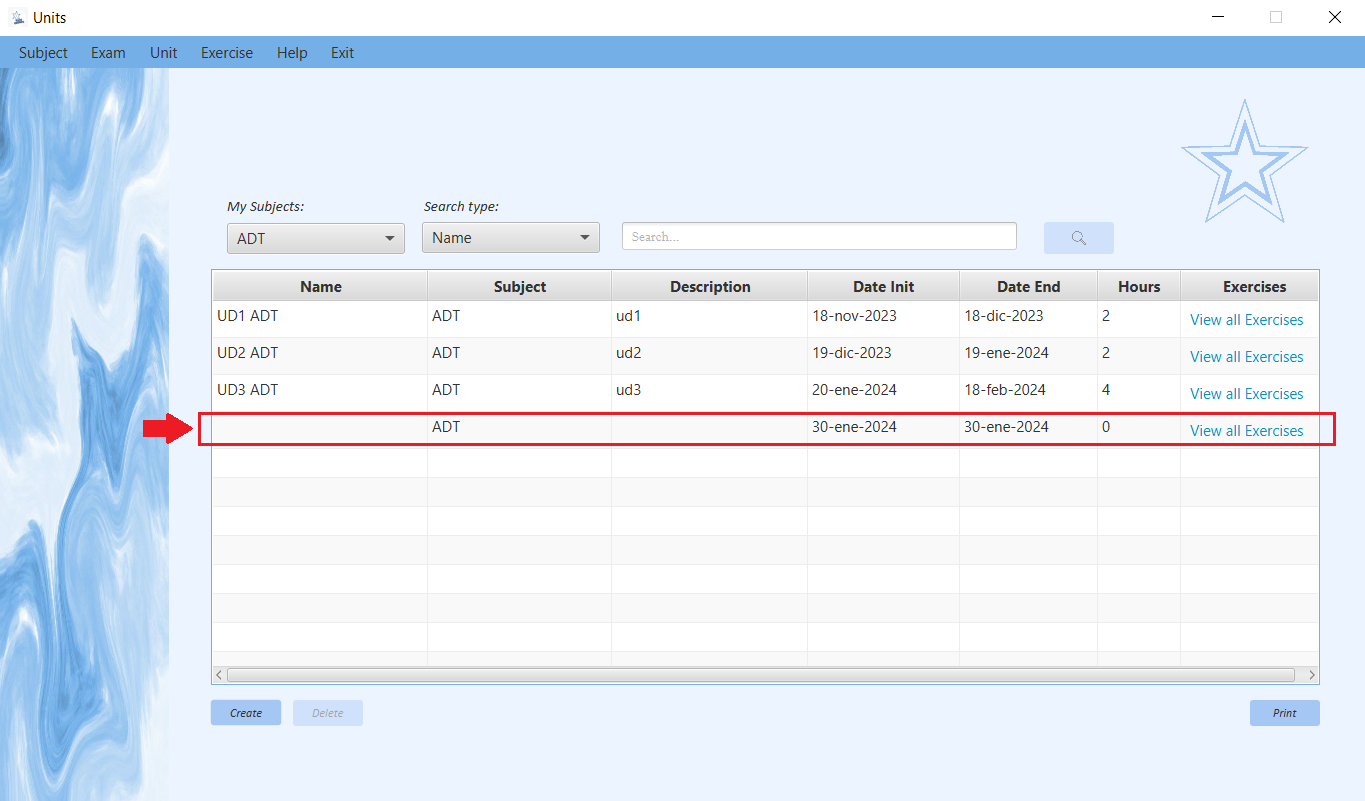 Units
Subject Exam Unit Exercise Help Exit
My Subjects: Search type:
ADT Name Search...
Name Subject Description Date Init Date End Hours Exercises
UD1 ADT ADT ud1 18-nov-2023 18-dic-2023 2 View all Exercises
UD2 ADT ADT ud2 19-dic-2023 19-ene-2024 2 View all Exercises
UD3 ADT ADT ud3 20-ene-2024 18-feb-2024 4 View all Exercises
ADT 30-ene-2024 30-ene-2024 0 View all Exercises
Create Delete Print